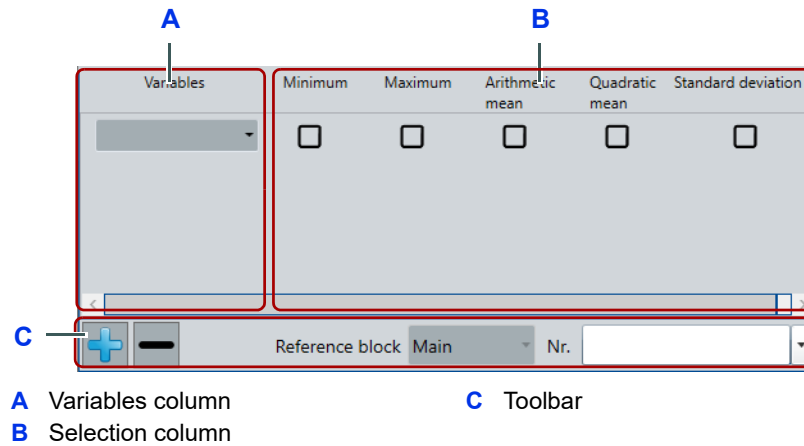 A B
Variables Minimum Maximum Arithmetic mean Quadratic mean Standard deviation
C Reference block Main Nr.
A Variables column C Toolbar
B Selection column